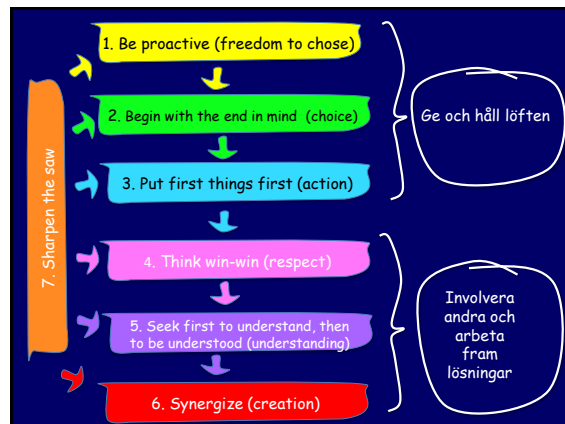 1. Be proactive (freedom to chose)
2. Begin with the end in mind (choice)
3. Put first things first (action)
4. Think win-win (respect)
5. Seek first to understand, then
to be understood (understanding)
6. Synergize (creation)
7. Sharpen the saw
Ge och håll löften
Involvera
andra och
arbeta
fram
lösningar